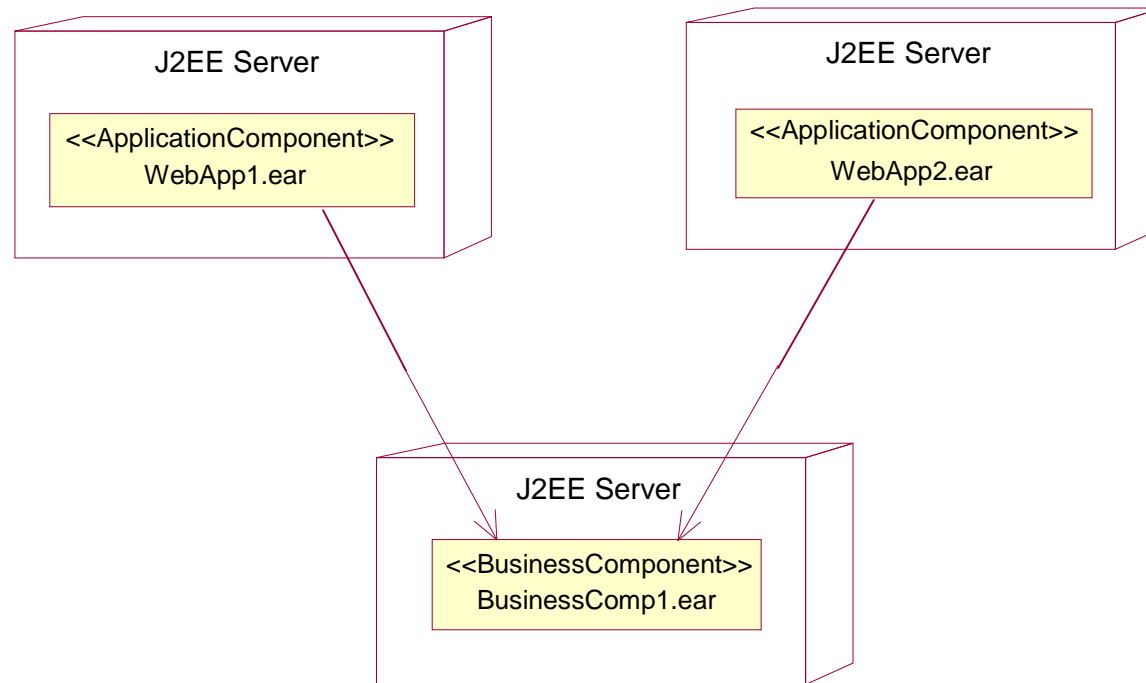 J2EE Server
<<ApplicationComponent>>
WebApp1.ear
J2EE Server
<<ApplicationComponent>>
WebApp2.ear
J2EE Server
<<BusinessComponent>>
BusinessComp1.ear